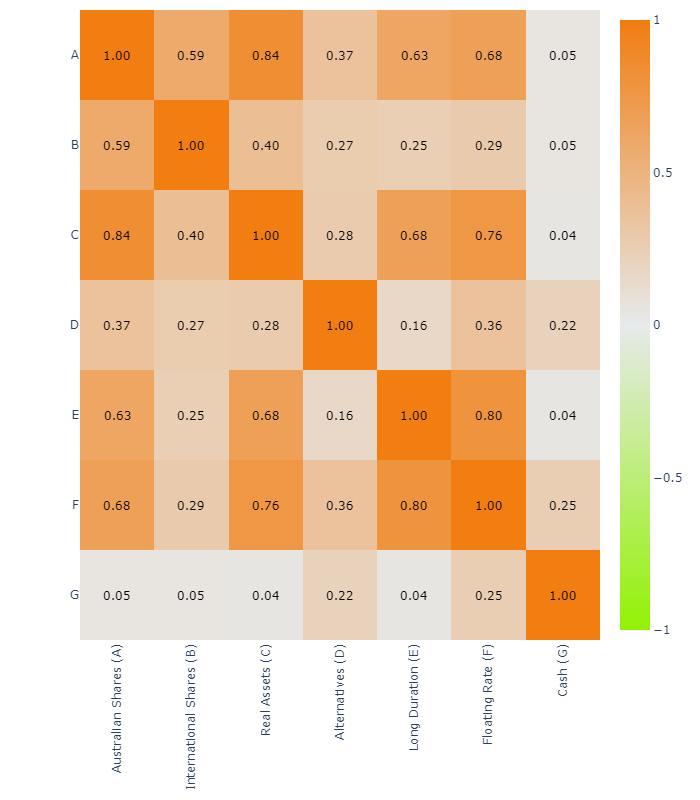 A 1.00 0.59 0.84 0.37 0.63 0.68 0.05
B 0.59 1.00 0.40 0.27 0.25 0.29 0.05
C 0.84 0.40 1.00 0.28 0.68 0.76 0.04
D 0.37 0.27 0.28 1.00 0.16 0.36 0.22
E 0.63 0.25 0.68 0.16 1.00 0.80 0.04
F 0.68 0.29 0.76 0.36 0.80 1.00 0.25
G 0.05 0.05 0.04 0.22 0.04 0.25 1.00
Australian Shares (A)
International Shares (B)
Real Assets (C)
Alternatives (D)
Long Duration (E)
Floating Rate (F)
Cash (G)
1
0.5
0
−0.5
−1